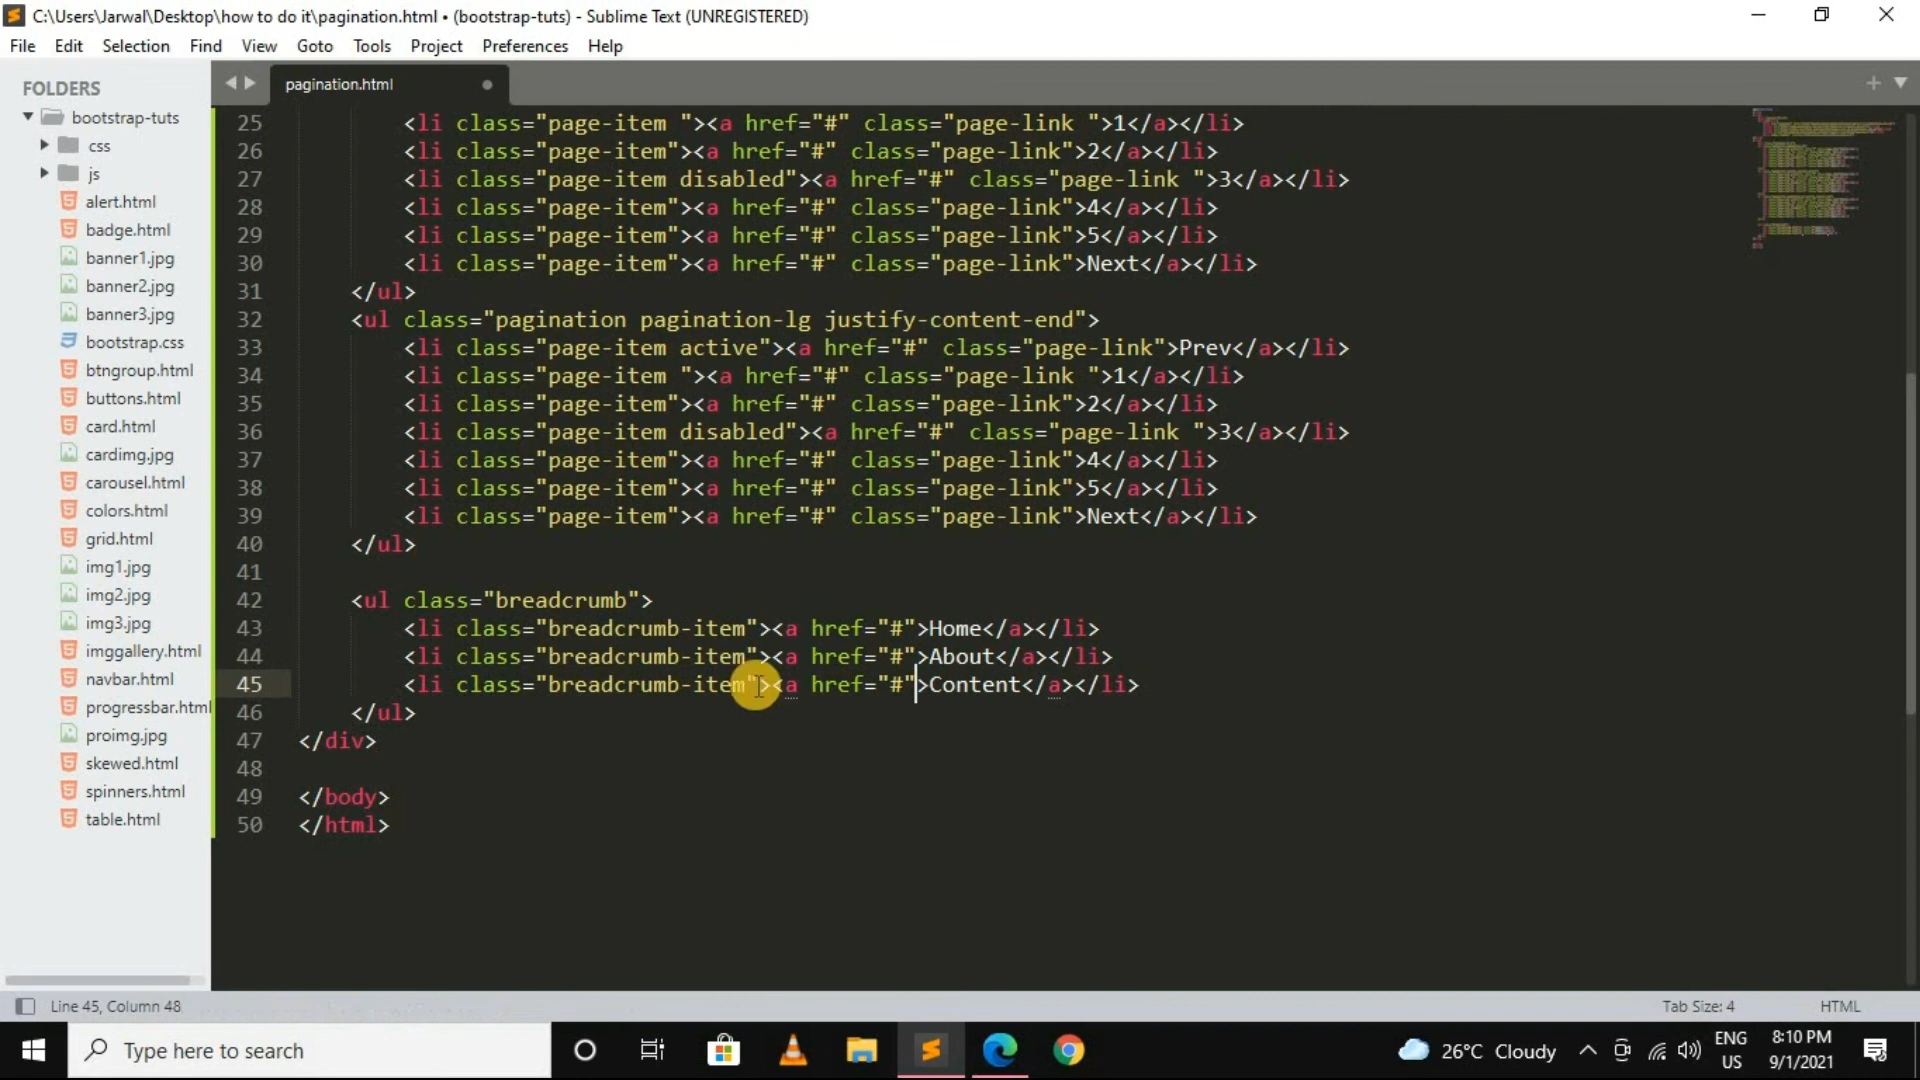 C:\Users\Jarwal\Desktop\how to do it\pagination.html • (bootstrap-tuts) - Sublime Text (UNREGISTERED)
File Edit Selection Find View Goto Tools Project Preferences Help
FOLDERS
bootstrap-tuts
css
js
alert.html
badge.html
banner1.jpg
banner2.jpg
banner3.jpg
bootstrap.css
btngroup.html
buttons.html
card.html
cardimg.jpg
carousel.html
colors.html
grid.html
img1.jpg
img2.jpg
img3.jpg
imggallery.html
navbar.html
progressbar.html
proimg.jpg
skewed.html
spinners.html
table.html
pagination.html
25 <li class="page-item "><a href="#" class="page-link ">1</a></li>
26 <li class="page-item"><a href="#" class="page-link">2</a></li>
27 <li class="page-item disabled"><a href="#" class="page-link ">3</a></li>
28 <li class="page-item"><a href="#" class="page-link">4</a></li>
29 <li class="page-item"><a href="#" class="page-link">5</a></li>
30 <li class="page-item"><a href="#" class="page-link">Next</a></li>
31 </ul>
32 <ul class="pagination pagination-lg justify-content-end">
33 <li class="page-item active"><a href="#" class="page-link">Prev</a></li>
34 <li class="page-item "><a href="#" class="page-link ">1</a></li>
35 <li class="page-item"><a href="#" class="page-link">2</a></li>
36 <li class="page-item disabled"><a href="#" class="page-link ">3</a></li>
37 <li class="page-item"><a href="#" class="page-link">4</a></li>
38 <li class="page-item"><a href="#" class="page-link">5</a></li>
39 <li class="page-item"><a href="#" class="page-link">Next</a></li>
40 </ul>
41
42 <ul class="breadcrumb">
43 <li class="breadcrumb-item"><a href="#">Home</a></li>
44 <li class="breadcrumb-item"><a href="#">About</a></li>
45 <li class="breadcrumb-item"><a href="#">Content</a></li>
46 </ul>
47 </div>
48
49 </body>
50 </html>
Line 45, Column 48 Tab Size: 4 HTML
Type here to search
26°C Cloudy
ENG
US
8:10 PM
9/1/2021